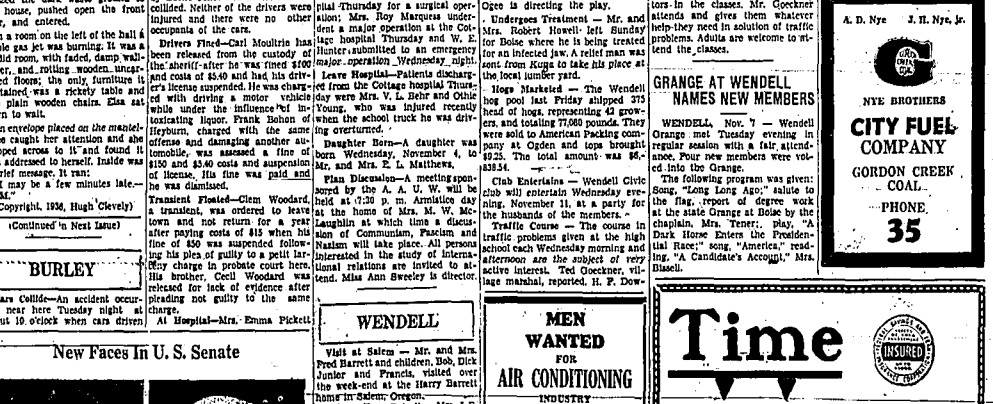 house, pushed open the front
, and entered.
a room on the left of the hall a
gas jet was burning. It was a
room, with faded, damp wall-
and rotting wooden
floors; the only furniture it
was a rickety table and
plain wooden chairs. Elsa sat
to wait.
envelope placed on the mantel-
caught her attention and she
across to it and found it
addressed to herself. Inside was
brief message. It ran:
I may be a few minutes late.—
Copyright, 1936, Hugh Clevely)
(Continued in Next Issue)
BURLEY
Cars Collide—An accident occur-
near here Tuesday night at
10 o'clock when cars driven
collided. Neither of the drivers were
injured and there were no other
occupants of the cars.
Drivers Fined—Carl Moultrin has
been released from the custody of
the sheriff after he was fined $100
and costs of $5.40 and had his driv-
er's license suspended. He was charg-
ed with driving a motor vehicle
while under the influence of in-
toxicating liquor. Frank Bohon of
Heyburn, charged with the same
offense and damaging another au-
tomobile, was assessed a fine of
$150 and $5.40 costs and suspension
of license. His fine was paid and
he was dismissed.
Transient Floated—Clem Woodard,
a transient, was ordered to leave
town and not return for a year
after paying costs of $15 when his
fine of $50 was suspended follow-
ing his plea of guilty to a petit lar-
ceny charge in probate court here.
His brother, Cecil Woodard was
released for lack of evidence after
pleading not guilty to the same
charge.
At Hospital—Mrs. Emma Pickett
New Faces In U. S. Senate
pital Thursday for a surgical oper-
ation; Mrs. Roy Marquess under-
went a major operation at the Cot-
tage hospital Thursday and W. E.
Hunter submitted to an emergency
major operation Wednesday night.
Leave Hospital—Patients discharg-
ed from the Cottage hospital Thurs-
day were Mrs. V. L. Behr and Othie
Young, who was injured recently
when the school truck he was driv-
ing overturned.
Daughter Born—A daughter was
born Wednesday, November 4, to
Mr. and Mrs. E. L. Matthews.
Plan Discussion—A meeting spon-
sored by the A. A. U. W. will be
held at 7:30 p. m. Armistice day
at the home of Mrs. M. W. Mc-
Laughlin at which time a discus-
sion of Communism, Fascism and
Nazism will take place. All persons
interested in the study of interna-
tional relations are invited to at-
tend. Miss Ann Sweeley is director.
WENDELL
Visit at Salem — Mr. and Mrs.
Fred Barrett and children, Bob, Dick
Junior and Francis, visited over
the week-end at the Harry Barrett
home in Salem, Oregon.
Ogee is directing the play.
Undergoes Treatment — Mr. and
Mrs. Robert Howell left Sunday
for Boise where he is being treated
for an infected jaw. A relief man was
sent from Kuga to take his place at
the local lumber yard.
Hogs Marketed — The Wendell
hog pool last Friday shipped 375
head of hogs, representing 42 grow-
ers, and totaling 77,060 pounds. They
were sold to American Packing com-
pany at Ogden and tops brought
$9.25. The total amount was $6,-
838.54.
Club Entertains — Wendell Civic
club will entertain Wednesday eve-
ning, November 11, at a party for
the husbands of the members.
Traffic Course — The course in
traffic problems given at the high
school each Wednesday morning and
afternoon are the subject of very
active interest. Ted Goeckner, vil-
lage marshal, reported. H. F. Dow-
MEN
WANTED
FOR
AIR CONDITIONING
INDUSTRY
tors in the classes. Mr. Goeckner
attends and gives them whatever
help they need in solution of traffic
problems. Adults are welcome to at-
tend the classes.
GRANGE AT WENDELL
NAMES NEW MEMBERS
WENDELL, Nov. 7 — Wendell
Grange met Tuesday evening in
regular session with a fair attend-
ance. Four new members were vot-
ed into the Grange.
The following program was given:
Song, "Long Long Ago;" salute to
the flag, report of degree work
at the state Grange at Boise by the
chaplain, Mrs. Tener; play, "A
Dark Horse Enters the Presiden-
tial Race;" song, "America," read-
ing, "A Candidate's Account," Mrs.
Bissell.
A. D. Nye J. H. Nye, jr.
NYE BROTHERS
CITY FUEL
COMPANY
GORDON CREEK
COAL
PHONE
35
Time
INSURED